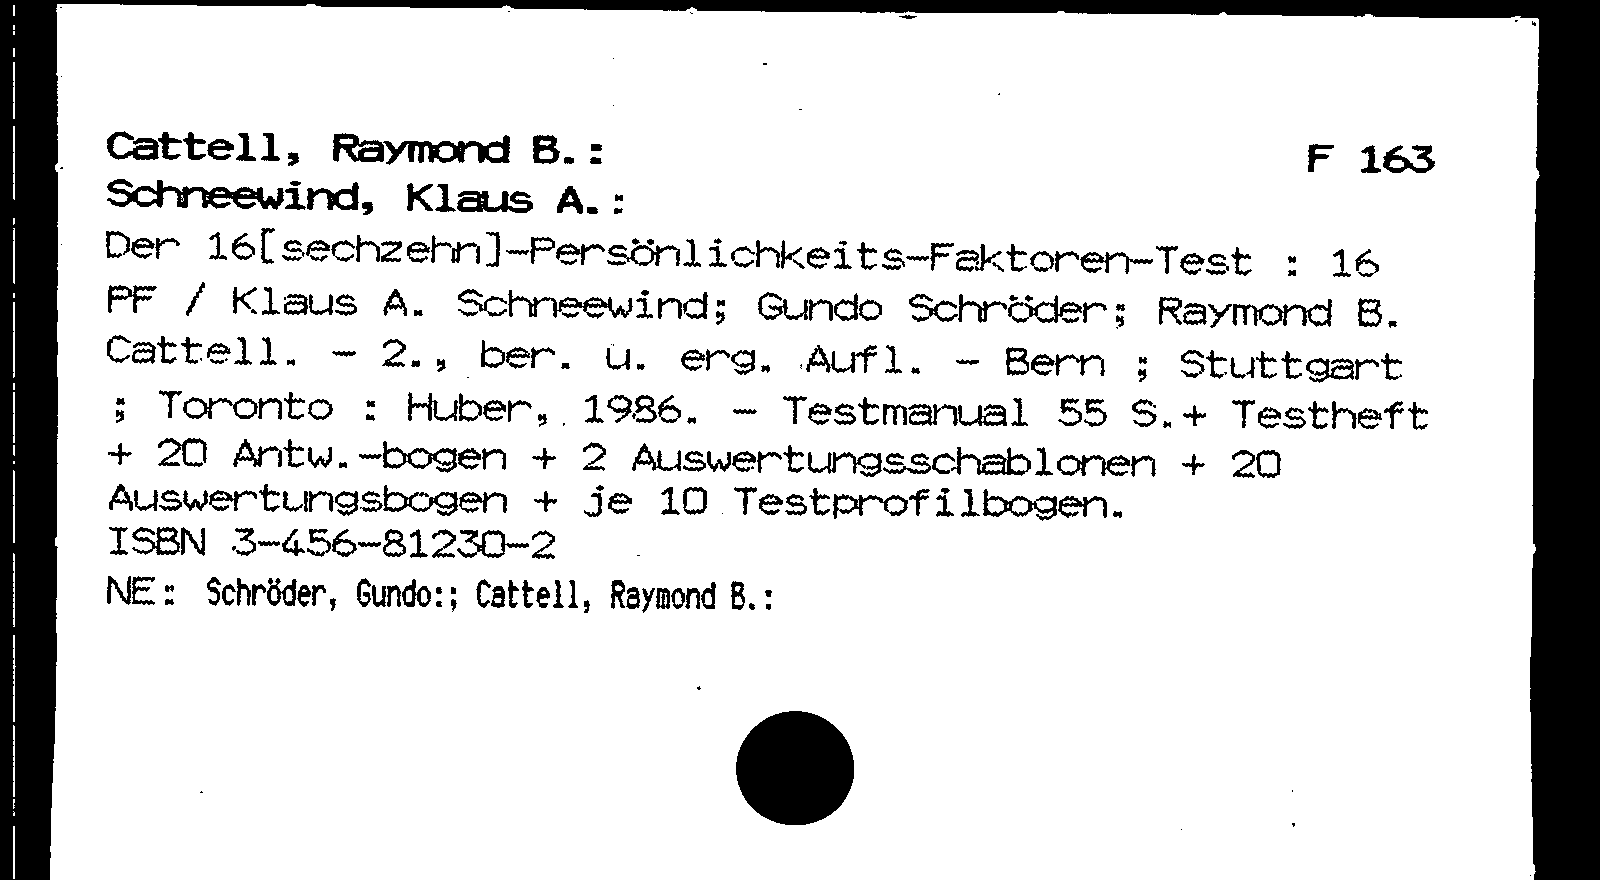 Cattell, Raymond B.: F 163
Schneewind, Klaus A.:
Der 16[sechzehn]-Persönlichkeits-Faktoren-Test : 16
PF / Klaus A. Schneewind; Gundo Schröder; Raymond B.
Cattell. - 2., ber. u. erg. Aufl. - Bern ; Stuttgart
; Toronto : Huber, 1986. - Testmanual 55 S.+ Testheft
+ 20 Antw.-bogen + 2 Auswertungsschablonen + 20
Auswertungsbogen + je 10 Testprofilbogen.
ISBN 3-456-81230-2
NE: Schröder, Gundo:; Cattell, Raymond B.: